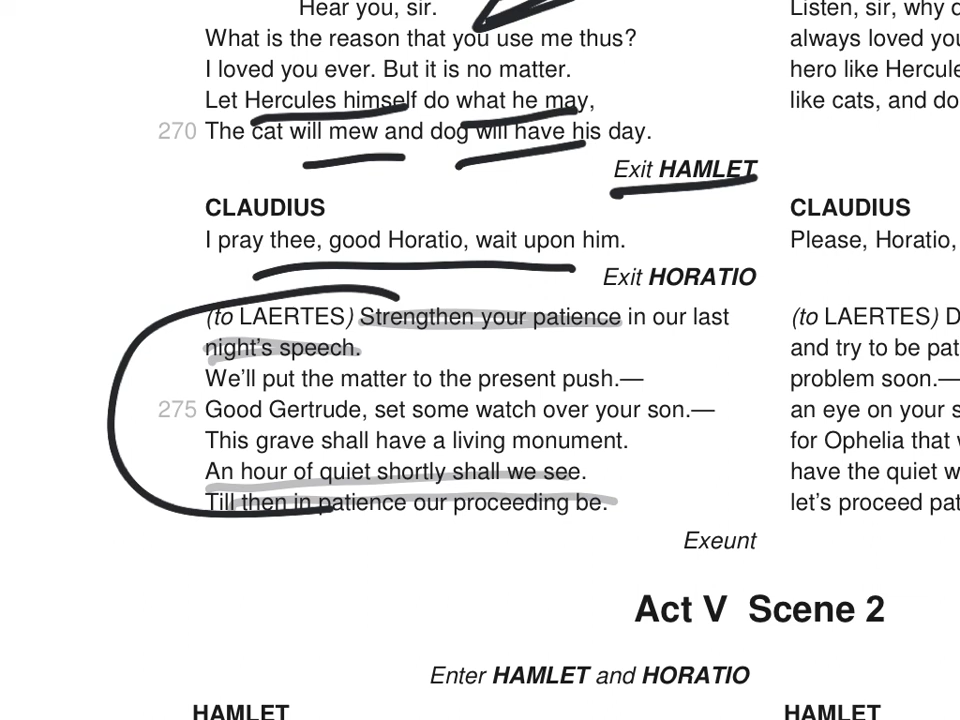 Hear you, sir.
What is the reason that you use me thus?
I loved you ever. But it is no matter.
Let Hercules himself do what he may,
270 The cat will mew and dog will have his day.
Exit HAMLET
CLAUDIUS
I pray thee, good Horatio, wait upon him.
Exit HORATIO
(to LAERTES) Strengthen your patience in our last
night’s speech.
We’ll put the matter to the present push.—
275 Good Gertrude, set some watch over your son.—
This grave shall have a living monument.
An hour of quiet shortly shall we see.
Till then in patience our proceeding be.
Exeunt
Listen, sir, why
always loved you
hero like
like cats, and do
CLAUDIUS
Please, Horatio,
(to LAERTES)
and try to be
problem soon.—
an eye on your
for Ophelia that
have the quiet
let’s proceed
Act V Scene 2
Enter HAMLET and HORATIO
HAMLET
HAMLET